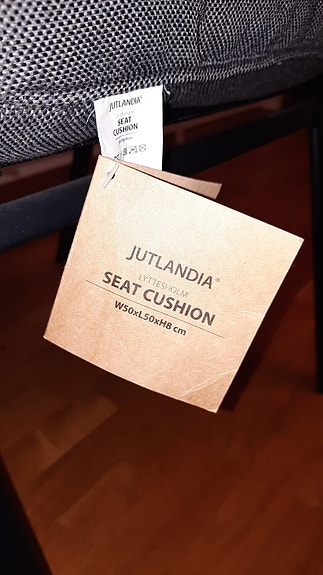 JUTLANDIA®
SEAT
CUSHION
JUTLANDIA®
LYTTESHOLM
SEAT CUSHION
W50xL50xH8 cm